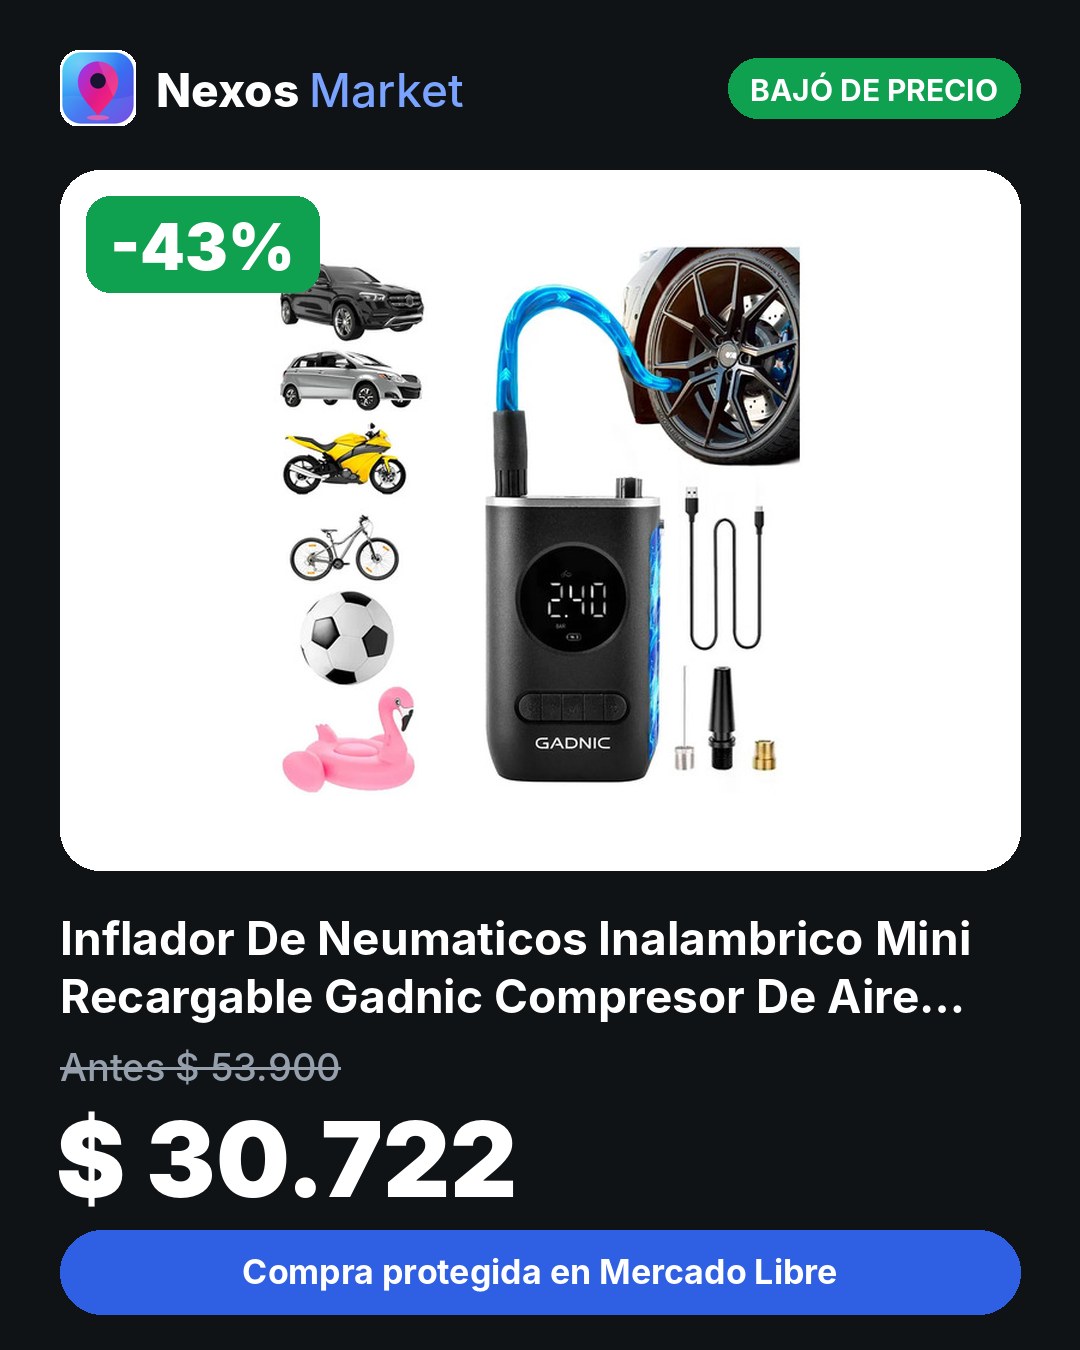 Nexos Market
BAJÓ DE PRECIO
-43%
2.40
BAR
GADNIC
Inflador De Neumaticos Inalambrico Mini
Recargable Gadnic Compresor De Aire...
Antes $ 53.900
$ 30.722
Compra protegida en Mercado Libre